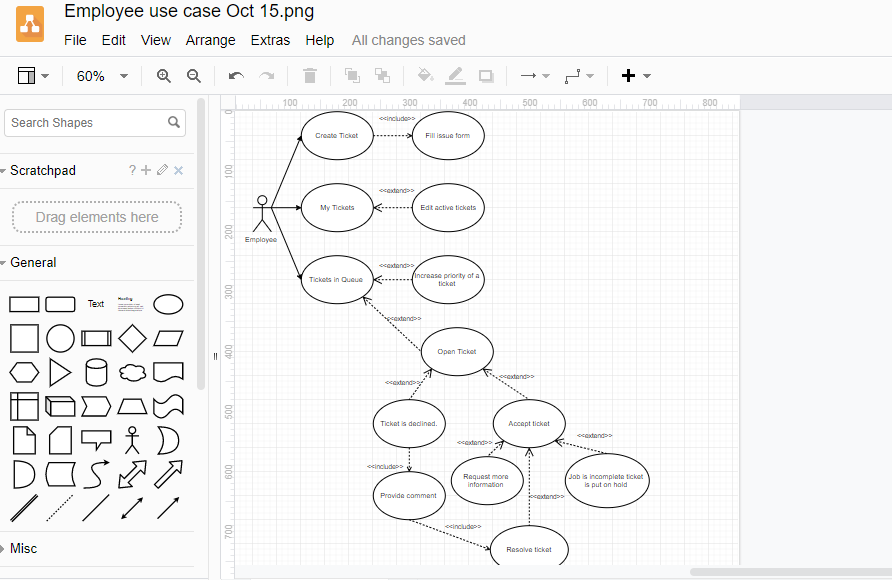 Employee use case Oct 15.png
File Edit View Arrange Extras Help All changes saved
60%
Search Shapes
Scratchpad
?
Drag elements here
General
Text
Heading
Misc
100 200 300 400 500 600 700 800
0
100
200
300
400
500
600
700
Create Ticket
<<include>>
Fill issue form
My Tickets
<<extend>>
Edit active tickets
Employee
Tickets in Queue
<<extend>>
Increase priority of a
ticket
<<extend>>
Open Ticket
<<extend>>
<<extend>>
Ticket is declined.
Accept ticket
<<extend>>
<<extend>>
<<include>>
Request more
information
Job is incomplete ticket
is put on hold
Provide comment
<<extend>>
<<include>>
Resolve ticket